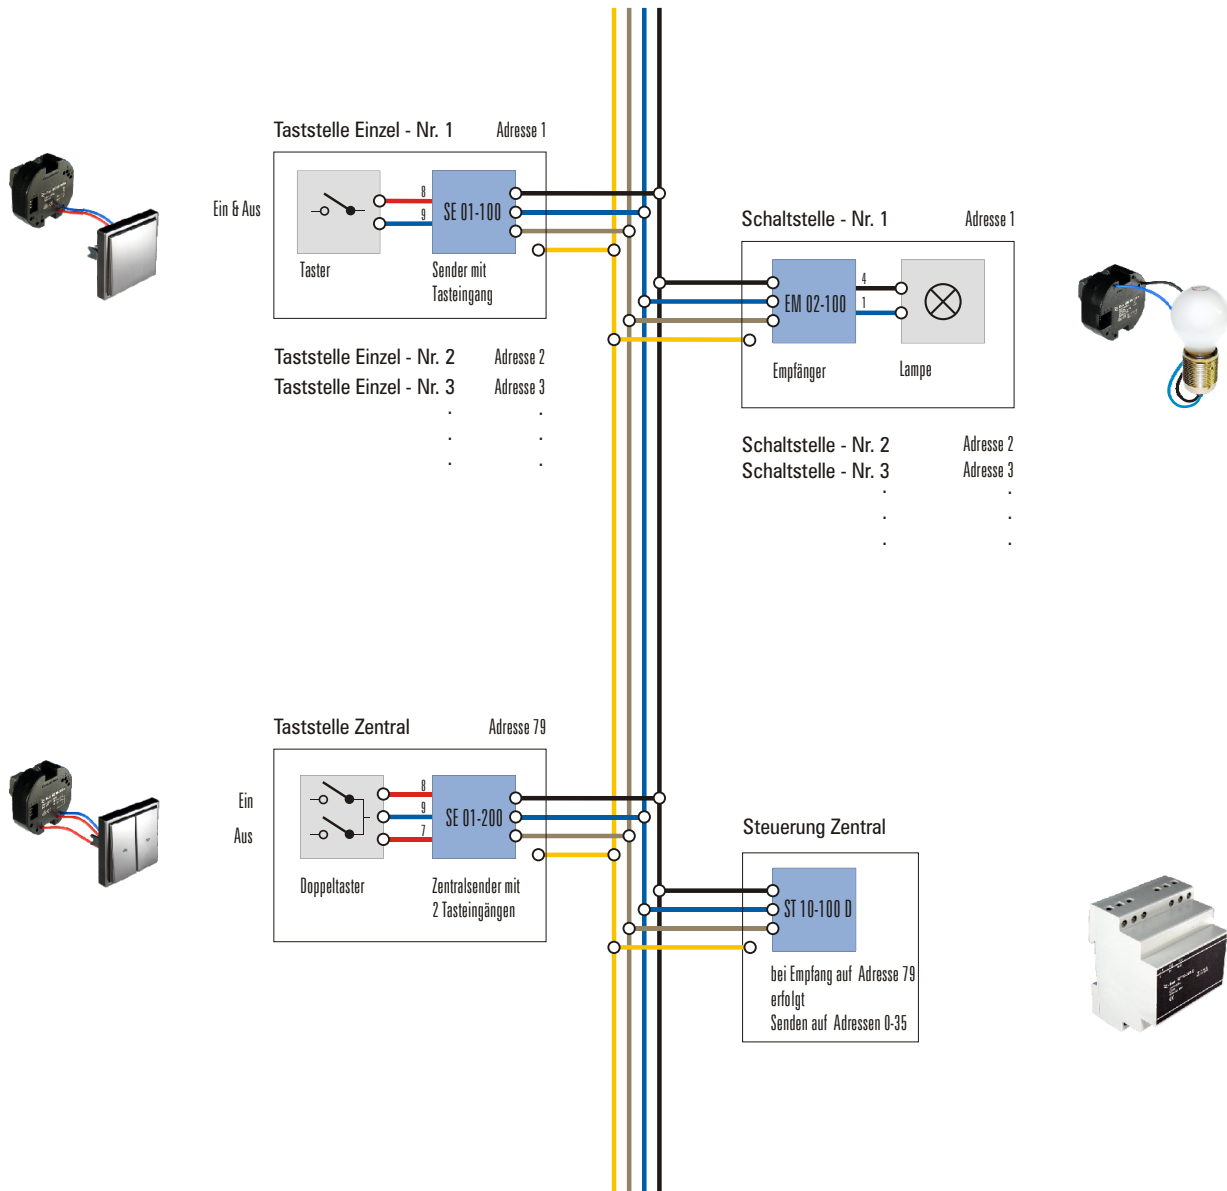 Taststelle Einzel - Nr. 1 Adresse 1
Ein & Aus
8
9
SE 01-100
Taster
Sender mit
Tasteingang
Taststelle Einzel - Nr. 2 Adresse 2
Taststelle Einzel - Nr. 3 Adresse 3
. .
. .
. .
Schaltstelle - Nr. 1 Adresse 1
EM 02-100
4
1
Empfänger
Lampe
Schaltstelle - Nr. 2 Adresse 2
Schaltstelle - Nr. 3 Adresse 3
. .
. .
. .
Taststelle Zentral Adresse 79
Ein
Aus
8
9
7
SE 01-200
Doppeltaster
Zentralsender mit
2 Tasteingängen
Steuerung Zentral
ST 10-100 D
bei Empfang auf Adresse 79
erfolgt
Senden auf Adressen 0-35